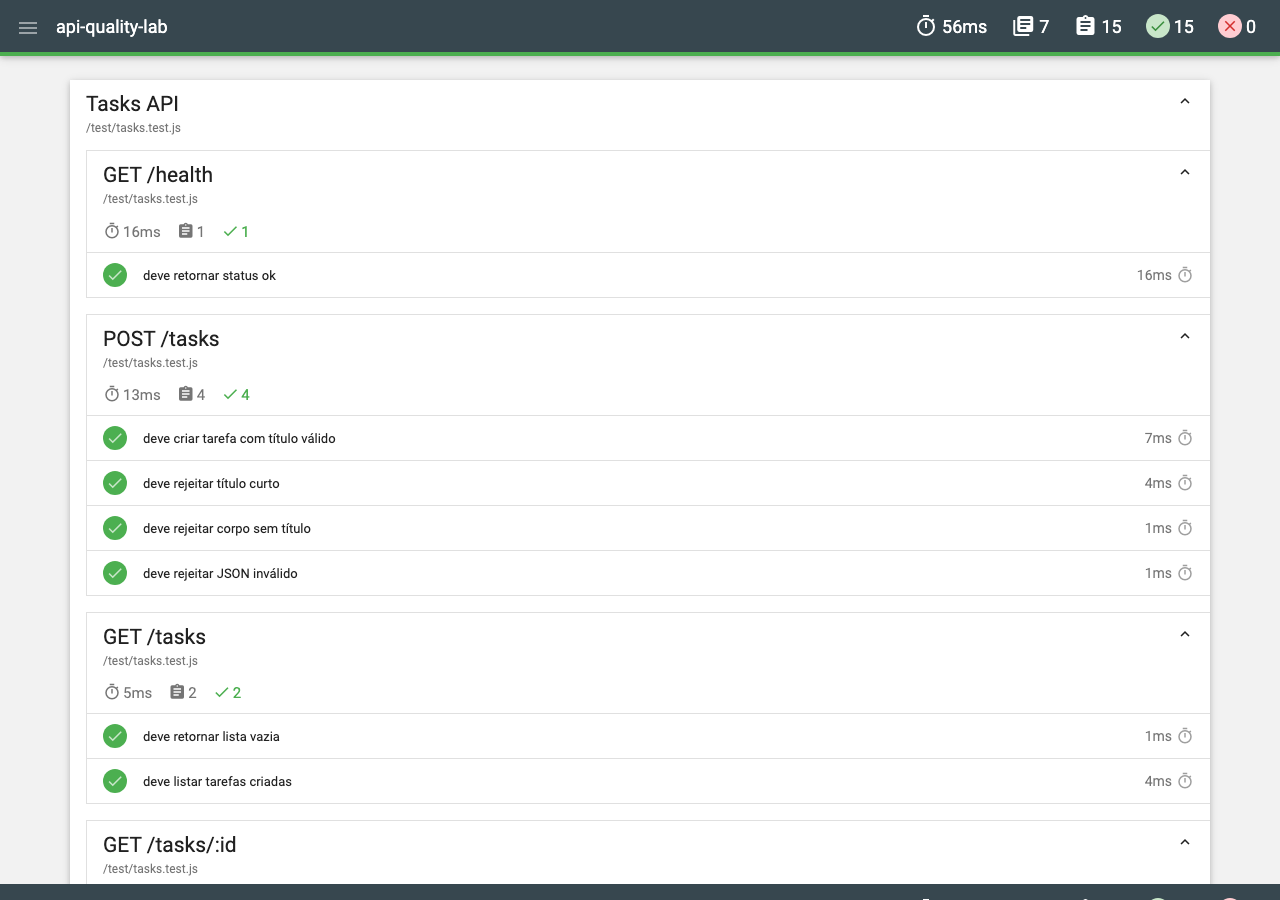 api-quality-lab 56ms 7 15 15 0
Tasks API
/test/tasks.test.js
GET /health
/test/tasks.test.js
16ms 1 1
deve retornar status ok 16ms
POST /tasks
/test/tasks.test.js
13ms 4 4
deve criar tarefa com título válido 7ms
deve rejeitar título curto 4ms
deve rejeitar corpo sem título 1ms
deve rejeitar JSON inválido 1ms
GET /tasks
/test/tasks.test.js
5ms 2 2
deve retornar lista vazia 1ms
deve listar tarefas criadas 4ms
GET /tasks/:id
/test/tasks.test.js